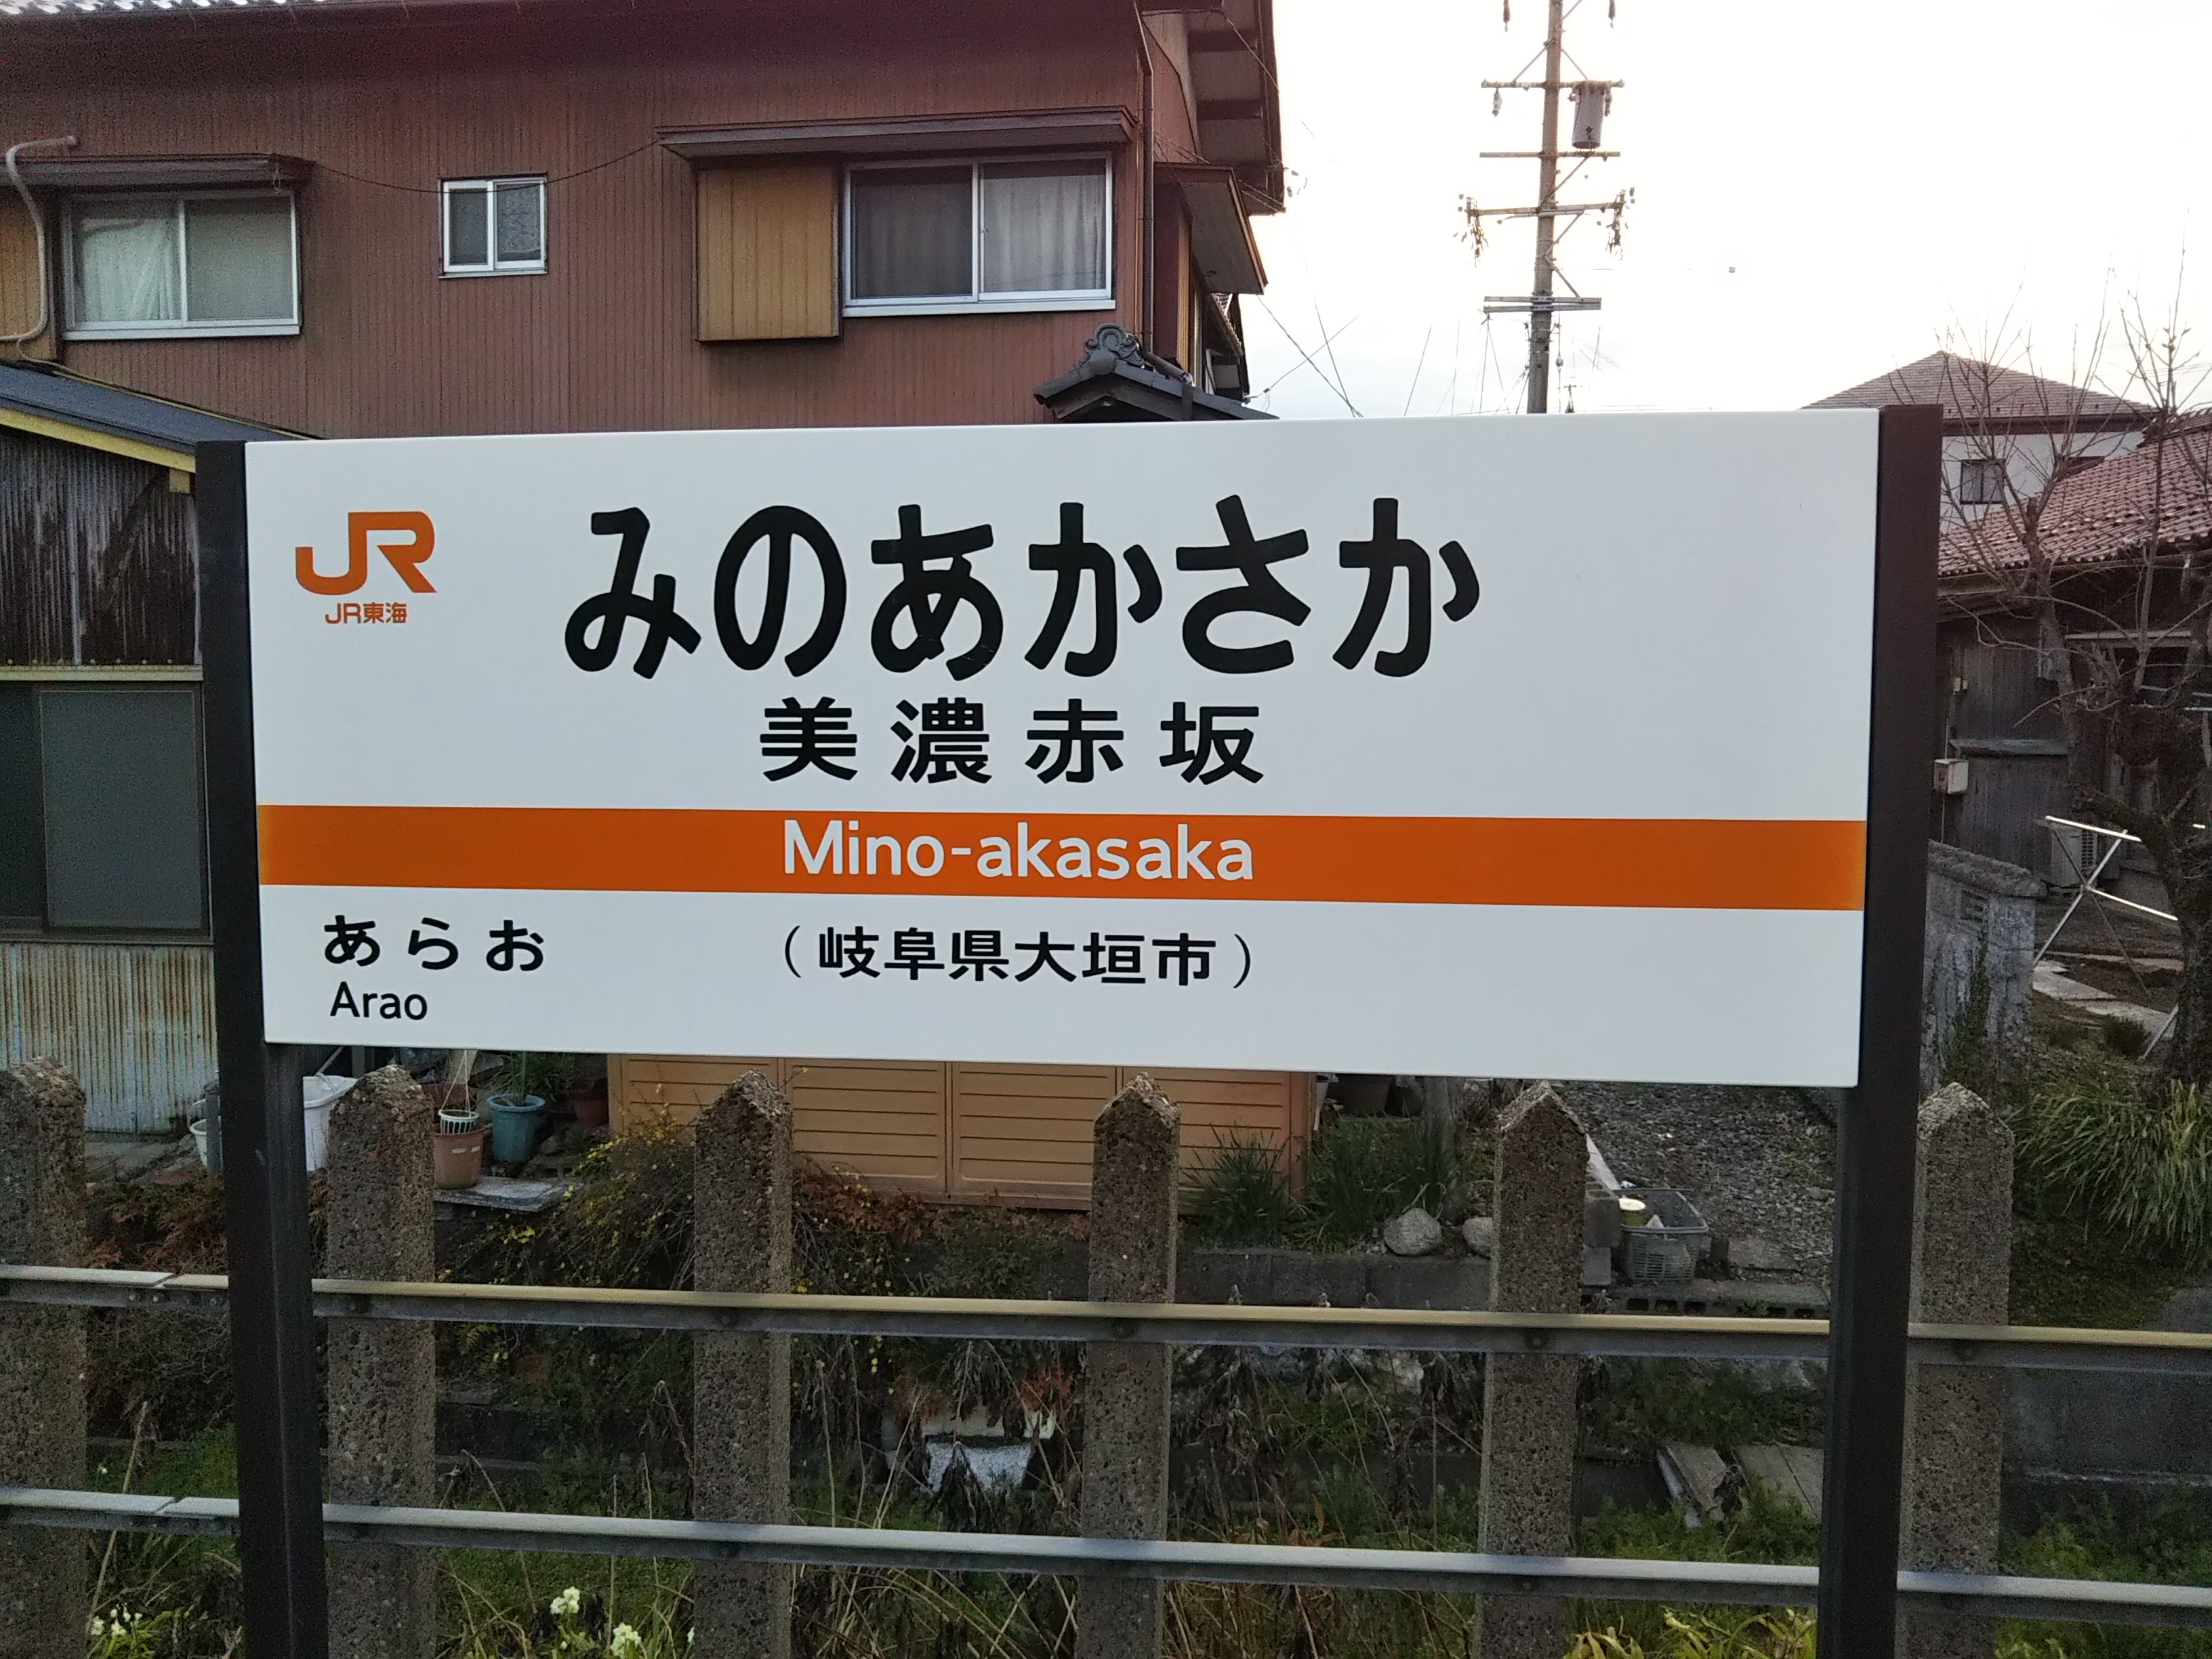 JR
JR東海
みのあかさか
美濃赤坂
Mino-akasaka
あらお
Arao
（岐阜県大垣市）